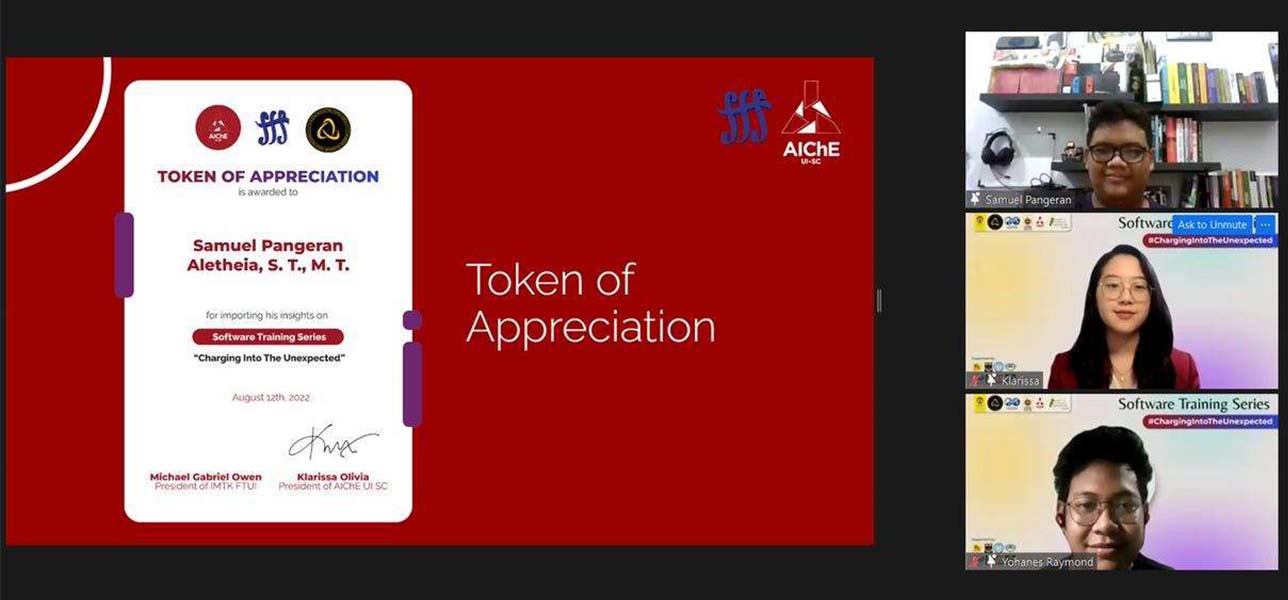 AIChE
TOKEN OF APPRECIATION
is awarded to
Samuel Pangeran
Aletheia, S. T., M. T.
for importing his insights on
Software Training Series
"Charging Into The Unexpected"
August 12th, 2022
Michael Gabriel Owen
President of IMTK FTUI
Klarissa Olivia
President of AIChE UI SC
Token of
Appreciation
AIChE
UI-SC
Samuel Pangeran
Software
Ask to Unmute
#ChargingIntoTheUnexpected
Klarissa
Software Training Series
#ChargingIntoTheUnexpected
Yohanes Raymond